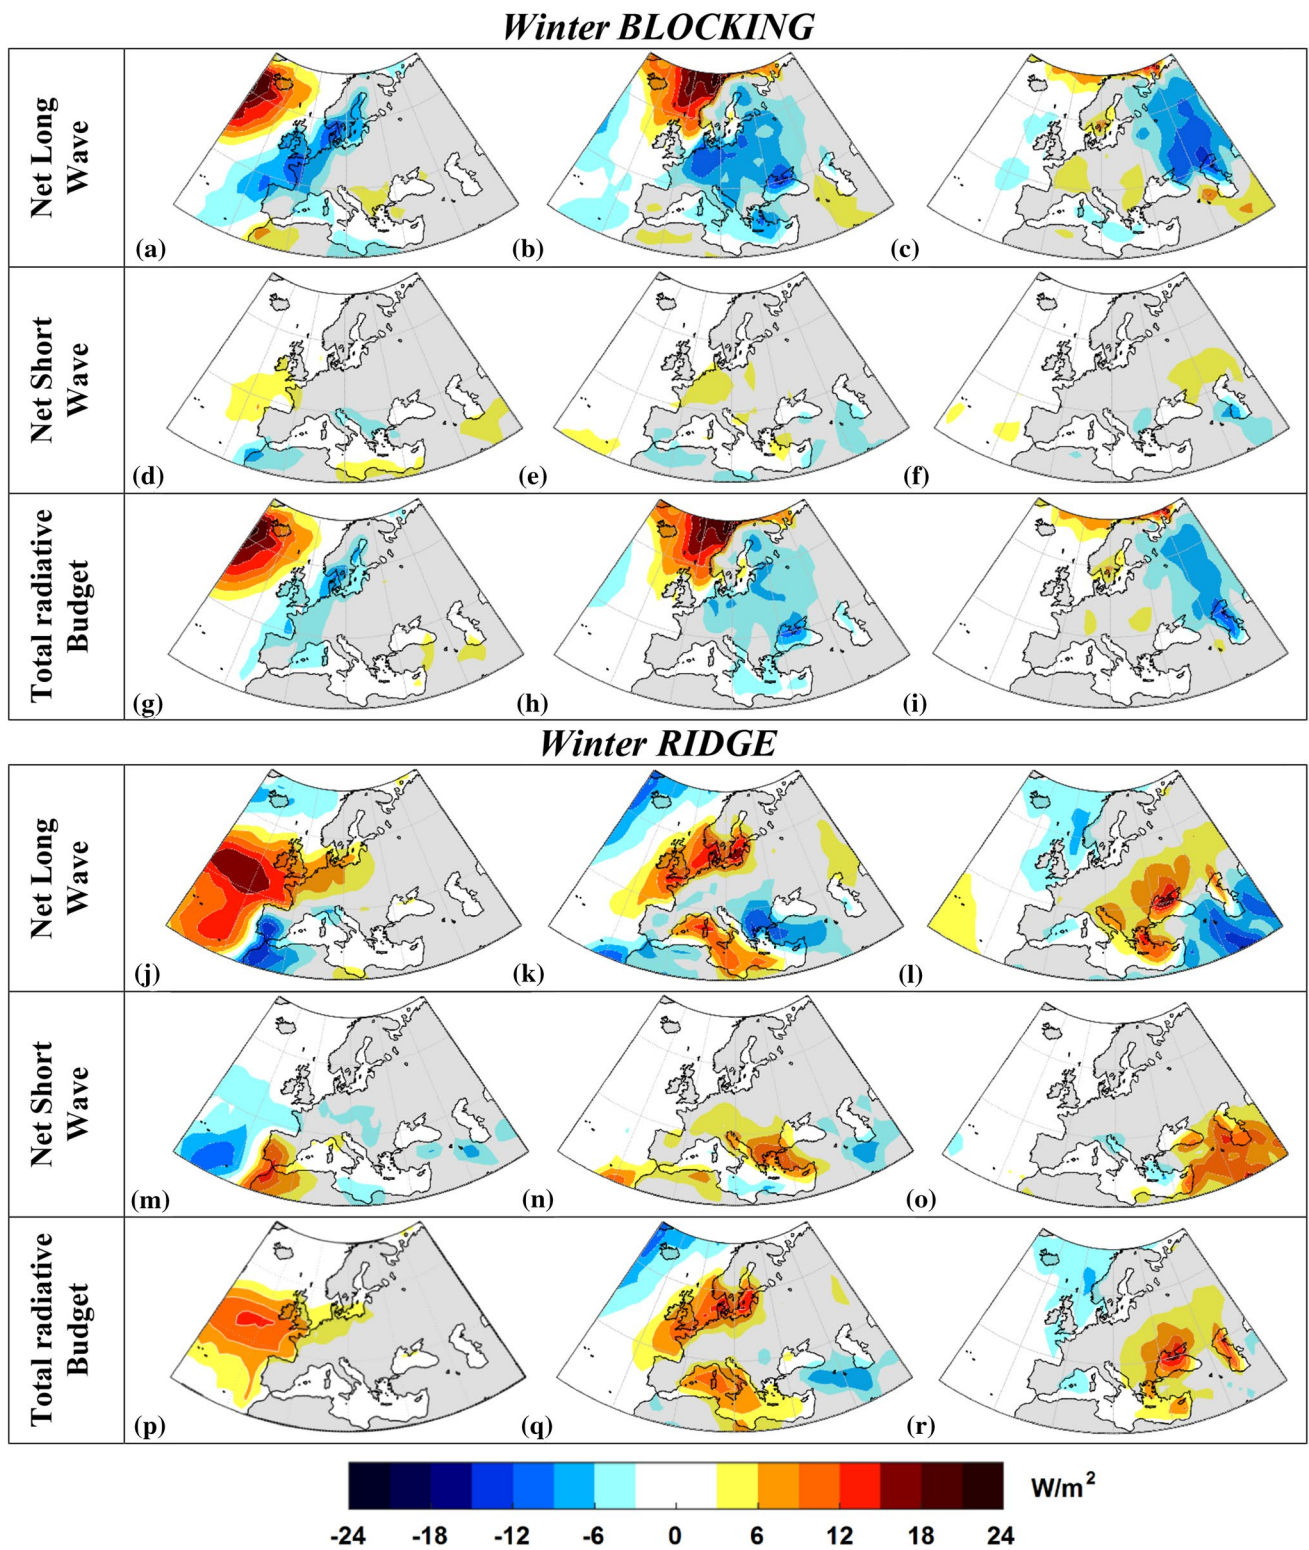 Winter BLOCKING
Net Long
Wave
(a)
(b)
(c)
Net Short
Wave
(d)
(e)
(f)
Total radiative
Budget
(g)
(h)
(i)
Winter RIDGE
Net Long
Wave
(j)
(k)
(l)
Net Short
Wave
(m)
(n)
(o)
Total radiative
Budget
(p)
(q)
(r)
W/m²
-24 -18 -12 -6 0 6 12 18 24